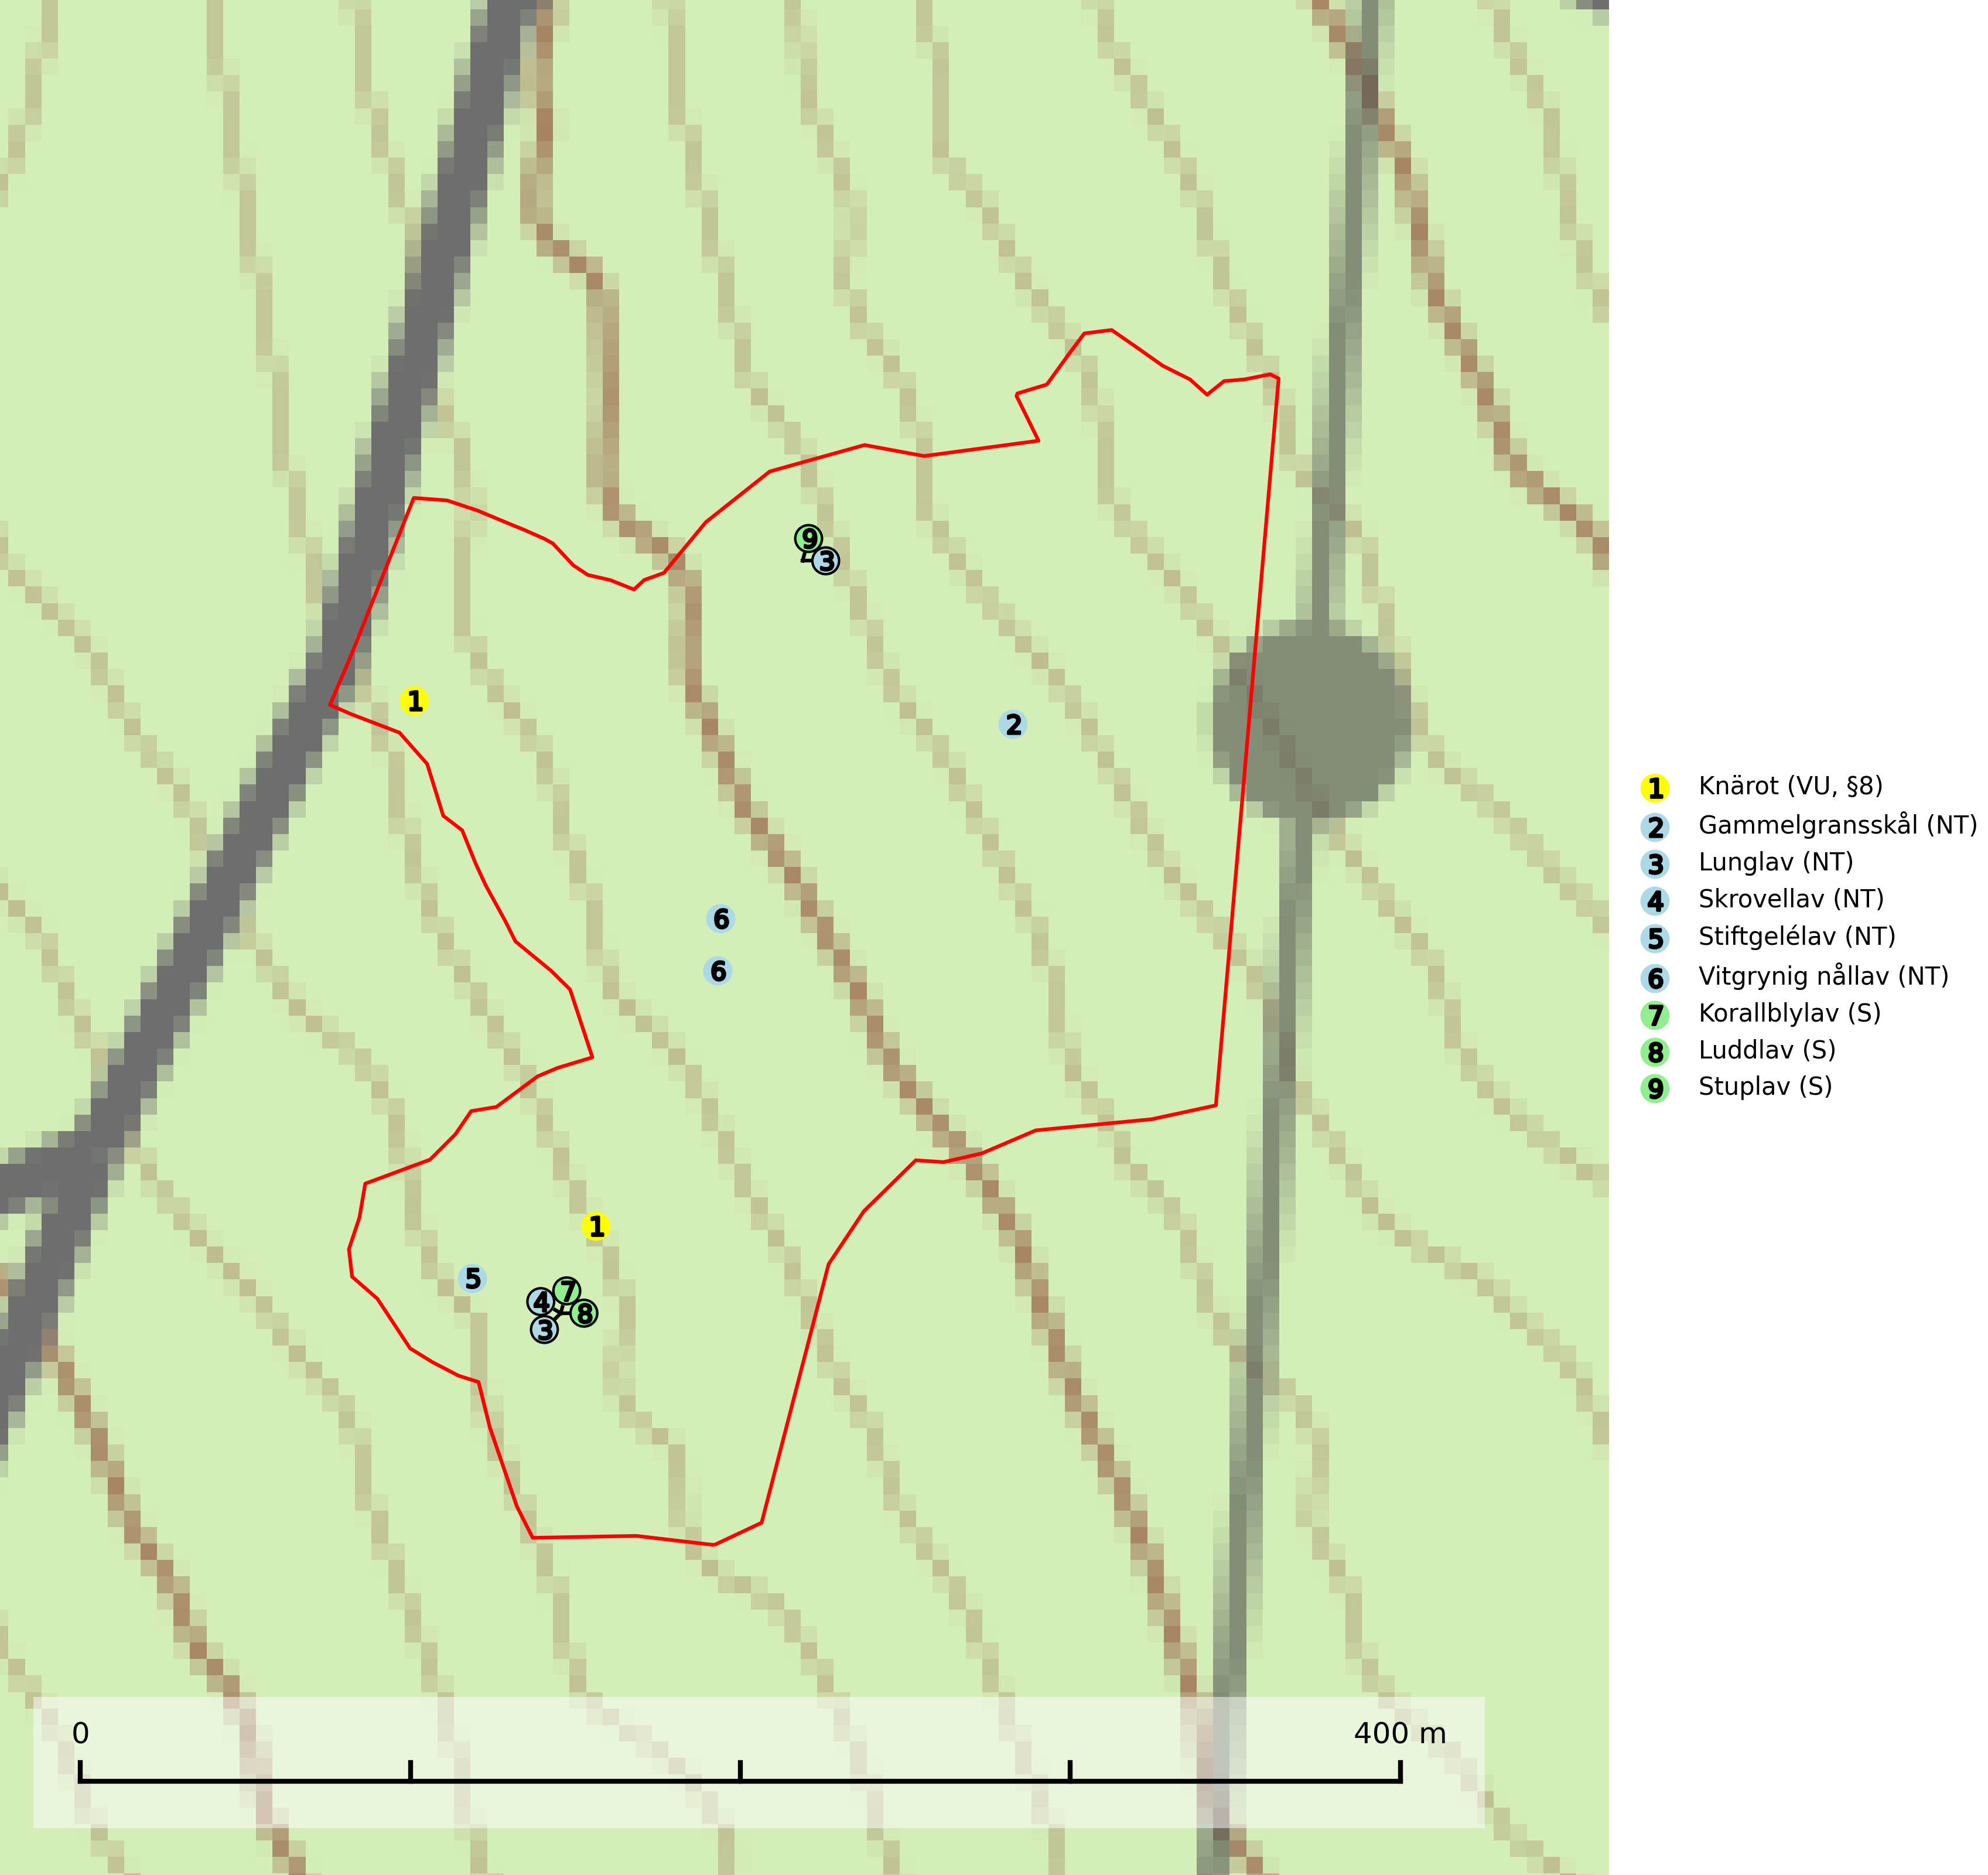 9
3
1
2
6
6
1
5
7
4
8
3
0
400 m
1 Knärot (VU, §8)
2 Gammelgransskål (NT)
3 Lunglav (NT)
4 Skrovellav (NT)
5 Stiftgelélav (NT)
6 Vitgrynig nållav (NT)
7 Korallblylav (S)
8 Luddlav (S)
9 Stuplav (S)